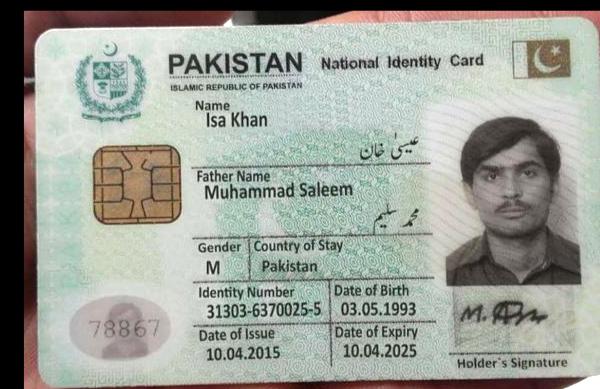 PAKISTAN National Identity Card
ISLAMIC REPUBLIC OF PAKISTAN
Name
Isa Khan
عیسیٰ خان
Father Name
Muhammad Saleem
محمد سلیم
Gender Country of Stay
M Pakistan
Identity Number Date of Birth
31303-6370025-5 03.05.1993
Date of Issue Date of Expiry
10.04.2015 10.04.2025
78867
Holder's Signature